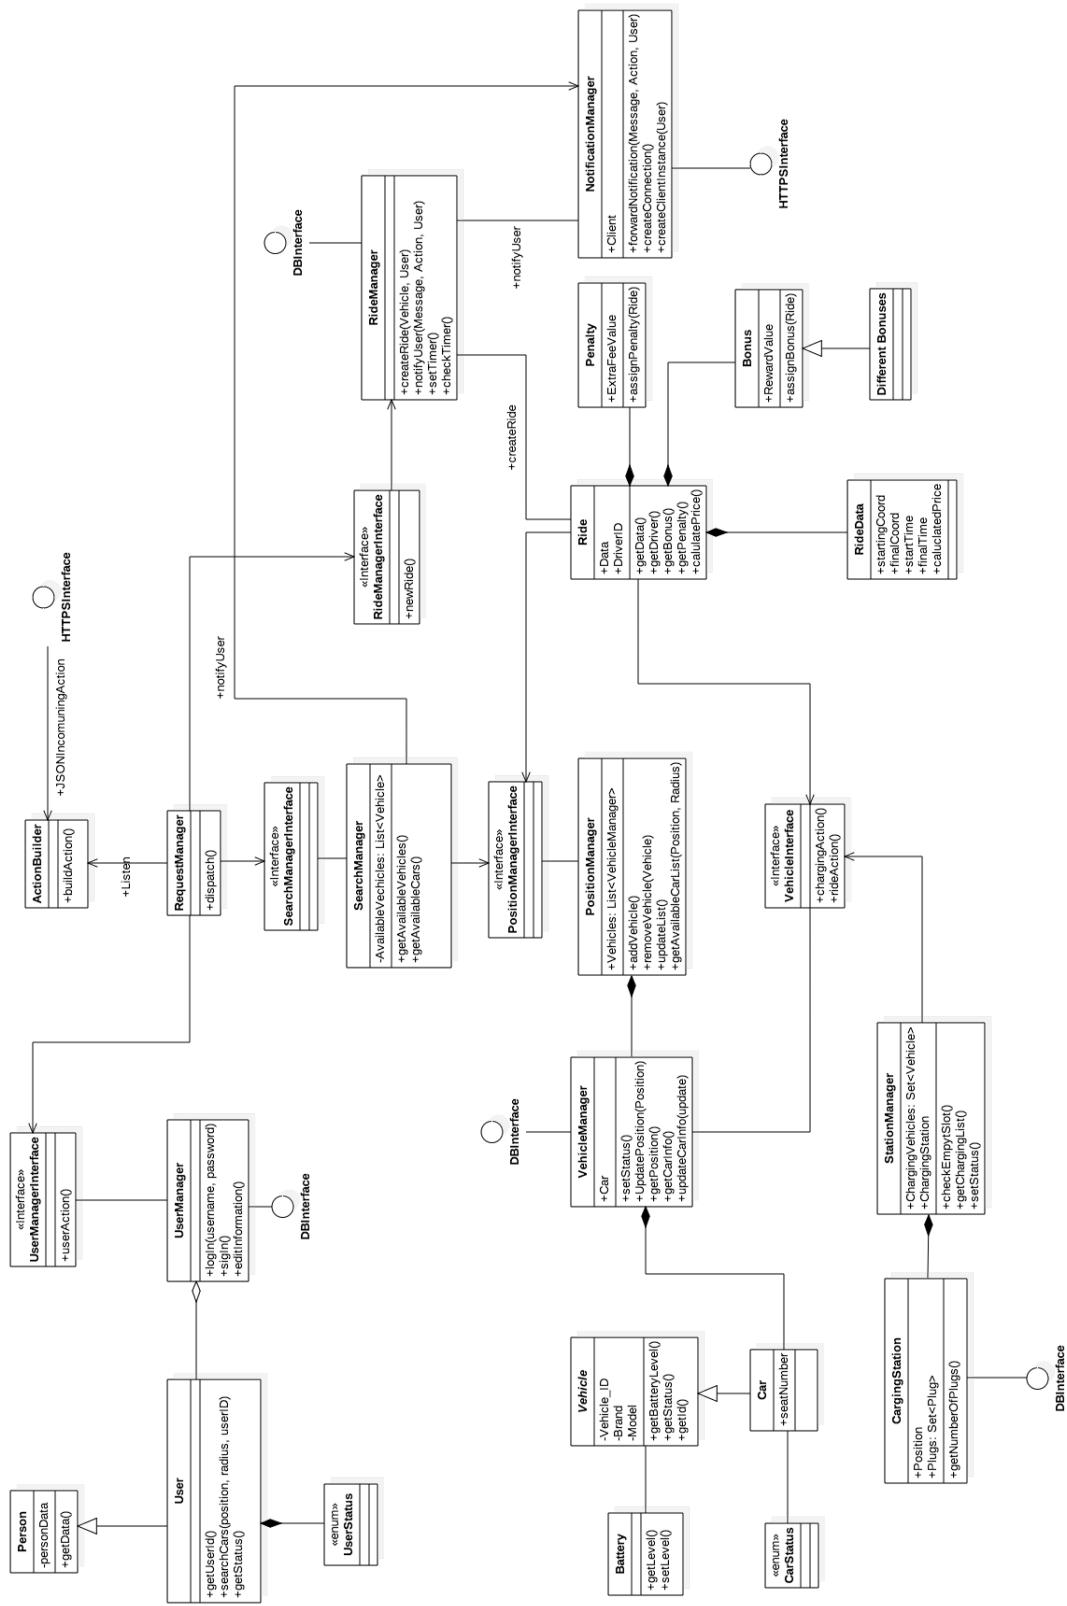 Person
-personData
+getData()
User
+getUserId()
+searchCars(position, radius, userID)
+getStatus()
«enum»
UserStatus
«Interface»
UserManagerInterface
+userAction()
UserManager
+logIn(username, password)
+sigIn()
+editInformation()
DBInterface
ActionBuilder
+buildAction()
+JSONIncomuningAction
HTTPSInterface
+Listen
RequestManager
+dispatch()
«Interface»
SearchManagerInterface
SearchManager
-AvailableVechicles: List<Vehicle>
+getAvailableVehicles()
+getAvailableCars()
+notifyUser
«Interface»
RideManagerInterface
+newRide()
DBInterface
RideManager
+createRide(Vehicle, User)
+notifyUser(Message, Action, User)
+setTimer()
+checkTimer()
+notifyUser
+createRide
NotificationManager
+Client
+forwardNotification(Message, Action, User)
+createConnection()
+createClientInstance(User)
HTTPSInterface
«Interface»
PositionManagerInterface
PositionManager
+Vehicles: List<VehicleManager>
+addVehicle()
+removeVehicle(Vehicle)
+updateList()
+getAvailableCarList(Position, Radius)
Ride
+Data
+DriverID
+getData()
+getDriver()
+getBonus()
+getPenalty()
+calulatePrice()
Penalty
+ExtraFeeValue
+assignPenalty(Ride)
Bonus
+RewardValue
+assignBonus(Ride)
Different Bonuses
RideData
+startingCoord
+finalCoord
+startTime
+finalTime
+caluclatedPrice
DBInterface
VehicleManager
+Car
+setStatus()
+UpdatePosition(Position)
+getPosition()
+getCarInfo()
+updateCarInfo(update)
«Interface»
VehicleInterface
+chargingAction()
+rideAction()
Vehicle
-Vehicle_ID
-Brand
-Model
+getBatteryLevel()
+getStatus()
+getId()
Battery
+getLevel()
+setLevel()
Car
+seatNumber
«enum»
CarStatus
StationManager
+ChargingVehicles: Set<Vehicle>
+ChargingStation
+checkEmpytSlot()
+getChargingList()
+setStatus()
CargingStation
+Position
+Plugs: Set<Plug>
+getNumberOfPlugs()
DBInterface